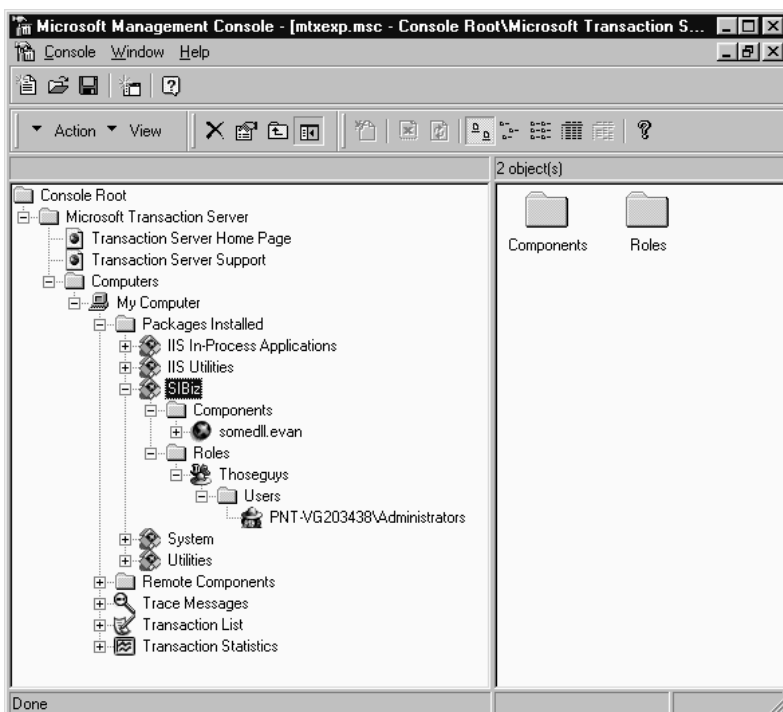 Microsoft Management Console - [mtxexp.msc - Console Root\Microsoft Transaction S...
Console Window Help
Action View
2 object(s)
Console Root
Microsoft Transaction Server
Transaction Server Home Page
Transaction Server Support
Computers
My Computer
Packages Installed
IIS In-Process Applications
IIS Utilities
SIBiz
Components
somedll.evan
Roles
Thoseguys
Users
PNT-VG203438\Administrators
System
Utilities
Remote Components
Trace Messages
Transaction List
Transaction Statistics
Components Roles
Done